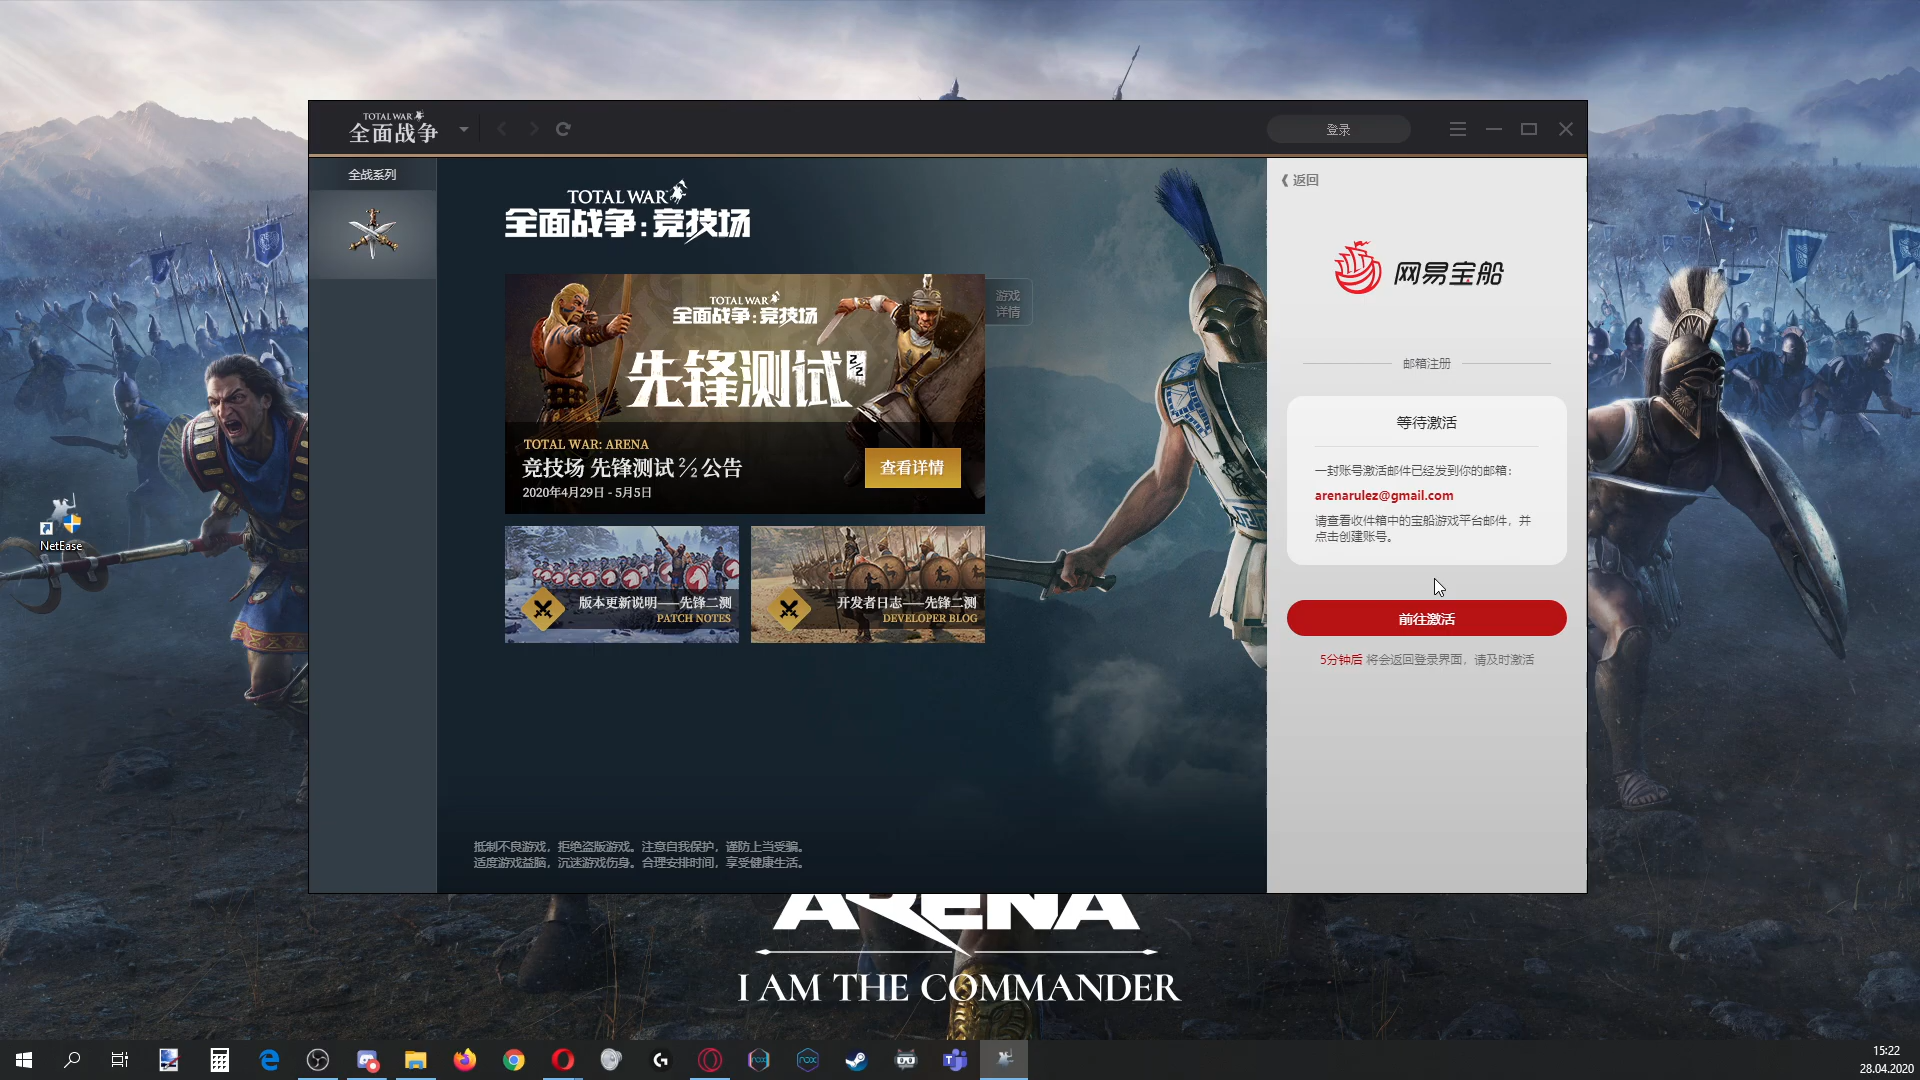 TOTAL WAR
全面战争
登录
全战系列
TOTAL WAR
全面战争:竞技场
游戏
详情
TOTAL WAR
全面战争:竞技场
先锋测试 2/2
TOTAL WAR: ARENA
竞技场 先锋测试 2/2 公告
2020年4月29日 - 5月5日
查看详情
版本更新说明——先锋二测
PATCH NOTES
开发者日志——先锋二测
DEVELOPER BLOG
抵制不良游戏，拒绝盗版游戏。注意自我保护，谨防上当受骗。
适度游戏益脑，沉迷游戏伤身。合理安排时间，享受健康生活。
返回
网易宝船
邮箱注册
等待激活
一封账号激活邮件已经发到你的邮箱：
arenarulez@gmail.com
请查看收件箱中的宝船游戏平台邮件，并
点击创建账号。
前往激活
5分钟后 将会返回登录界面，请及时激活
NetEase
ARENA
I AM THE COMMANDER
15:22
28.04.2020